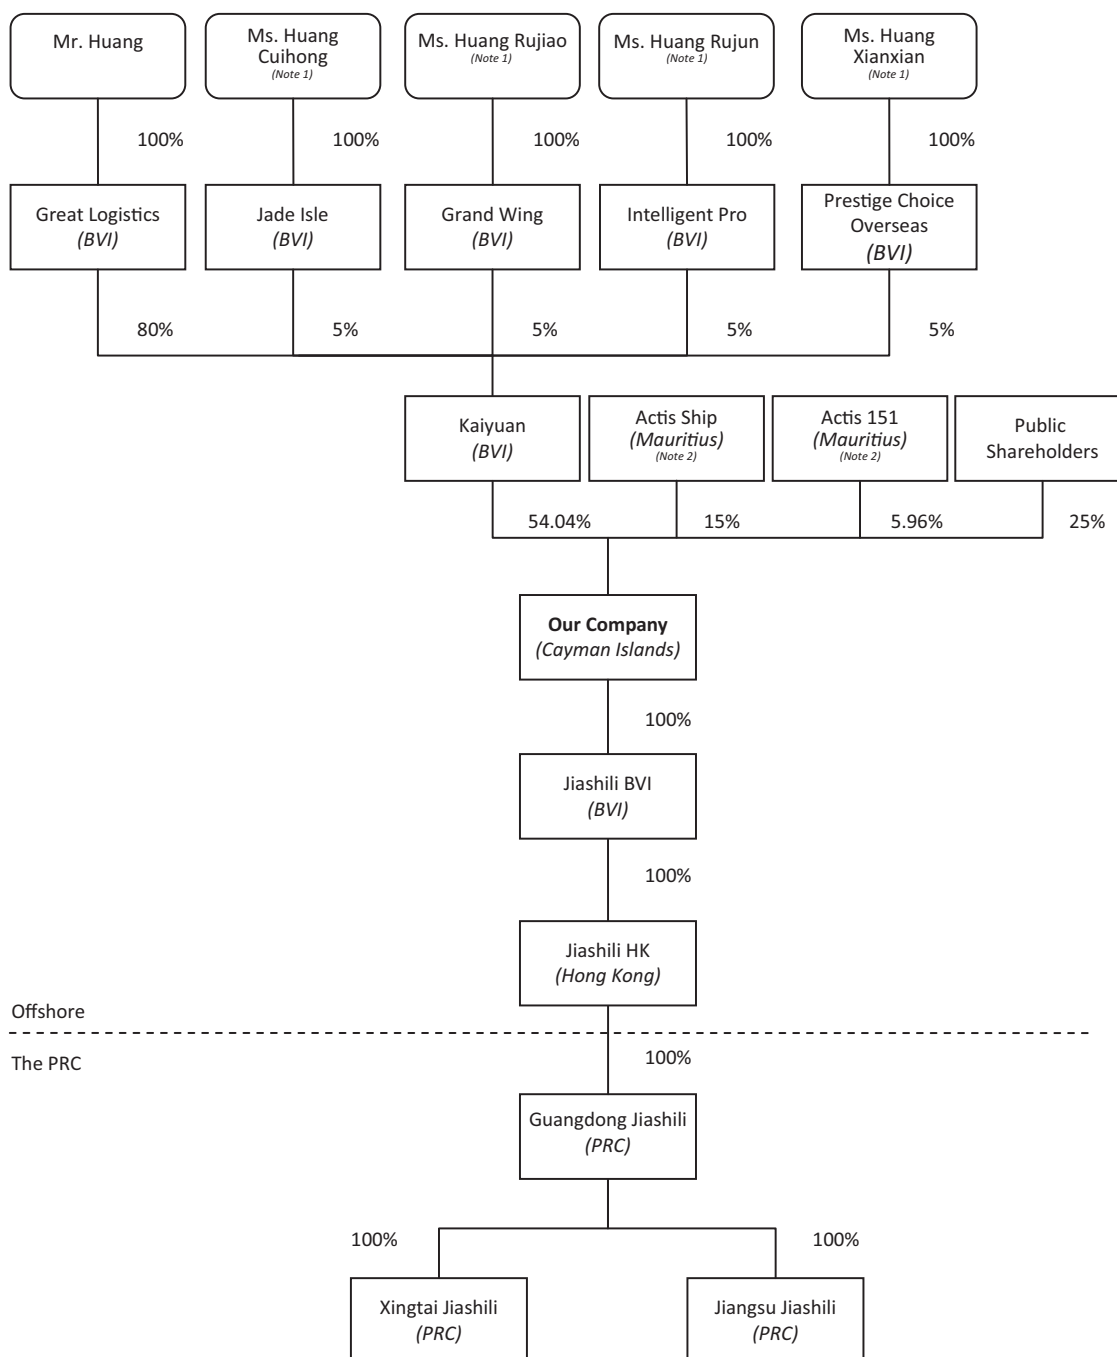 Mr. Huang
Ms. Huang
Cuihong
(Note 1)
Ms. Huang Rujiao
(Note 1)
Ms. Huang Rujun
(Note 1)
Ms. Huang
Xianxian
(Note 1)
100%
100%
100%
100%
100%
Great Logistics
(BVI)
Jade Isle
(BVI)
Grand Wing
(BVI)
Intelligent Pro
(BVI)
Prestige Choice
Overseas
(BVI)
80%
5%
5%
5%
5%
Kaiyuan
(BVI)
Actis Ship
(Mauritius)
(Note 2)
Actis 151
(Mauritius)
(Note 2)
Public
Shareholders
54.04%
15%
5.96%
25%
Our Company
(Cayman Islands)
100%
Jiashili BVI
(BVI)
100%
Jiashili HK
(Hong Kong)
Offshore
The PRC
100%
Guangdong Jiashili
(PRC)
100%
100%
Xingtai Jiashili
(PRC)
Jiangsu Jiashili
(PRC)